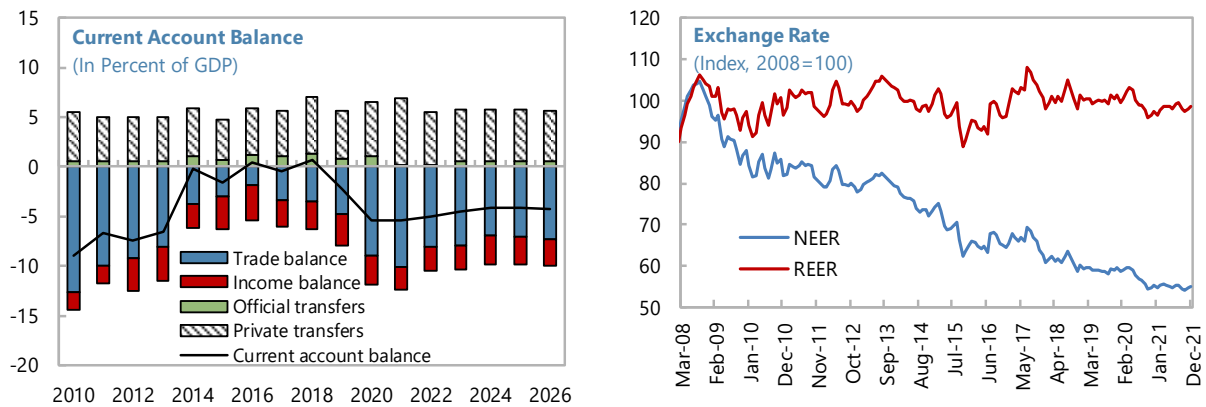 Current Account Balance
(In Percent of GDP)
15
10
5
0
-5
-10
-15
-20
Trade balance
Income balance
Official transfers
Private transfers
Current account balance
2010 2012 2014 2016 2018 2020 2022 2024 2026
Exchange Rate
(Index, 2008=100)
120
110
100
90
80
70
60
50
NEER
REER
Mar-08
Feb-09
Jan-10
Dec-10
Nov-11
Oct-12
Sep-13
Aug-14
Jul-15
Jun-16
May-17
Apr-18
Mar-19
Feb-20
Jan-21
Dec-21